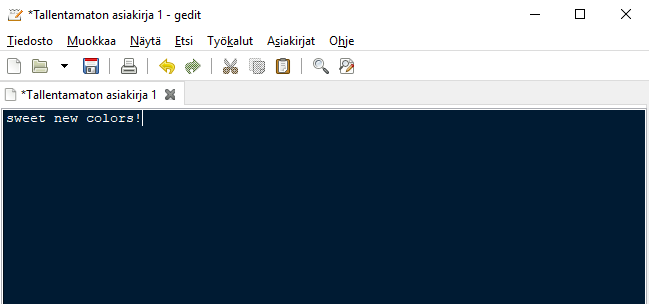 *Tallentamaton asiakirja 1 - gedit
Tiedosto Muokkaa Näytä Etsi Työkalut Asiakirjat Ohje
*Tallentamaton asiakirja 1
sweet new colors!